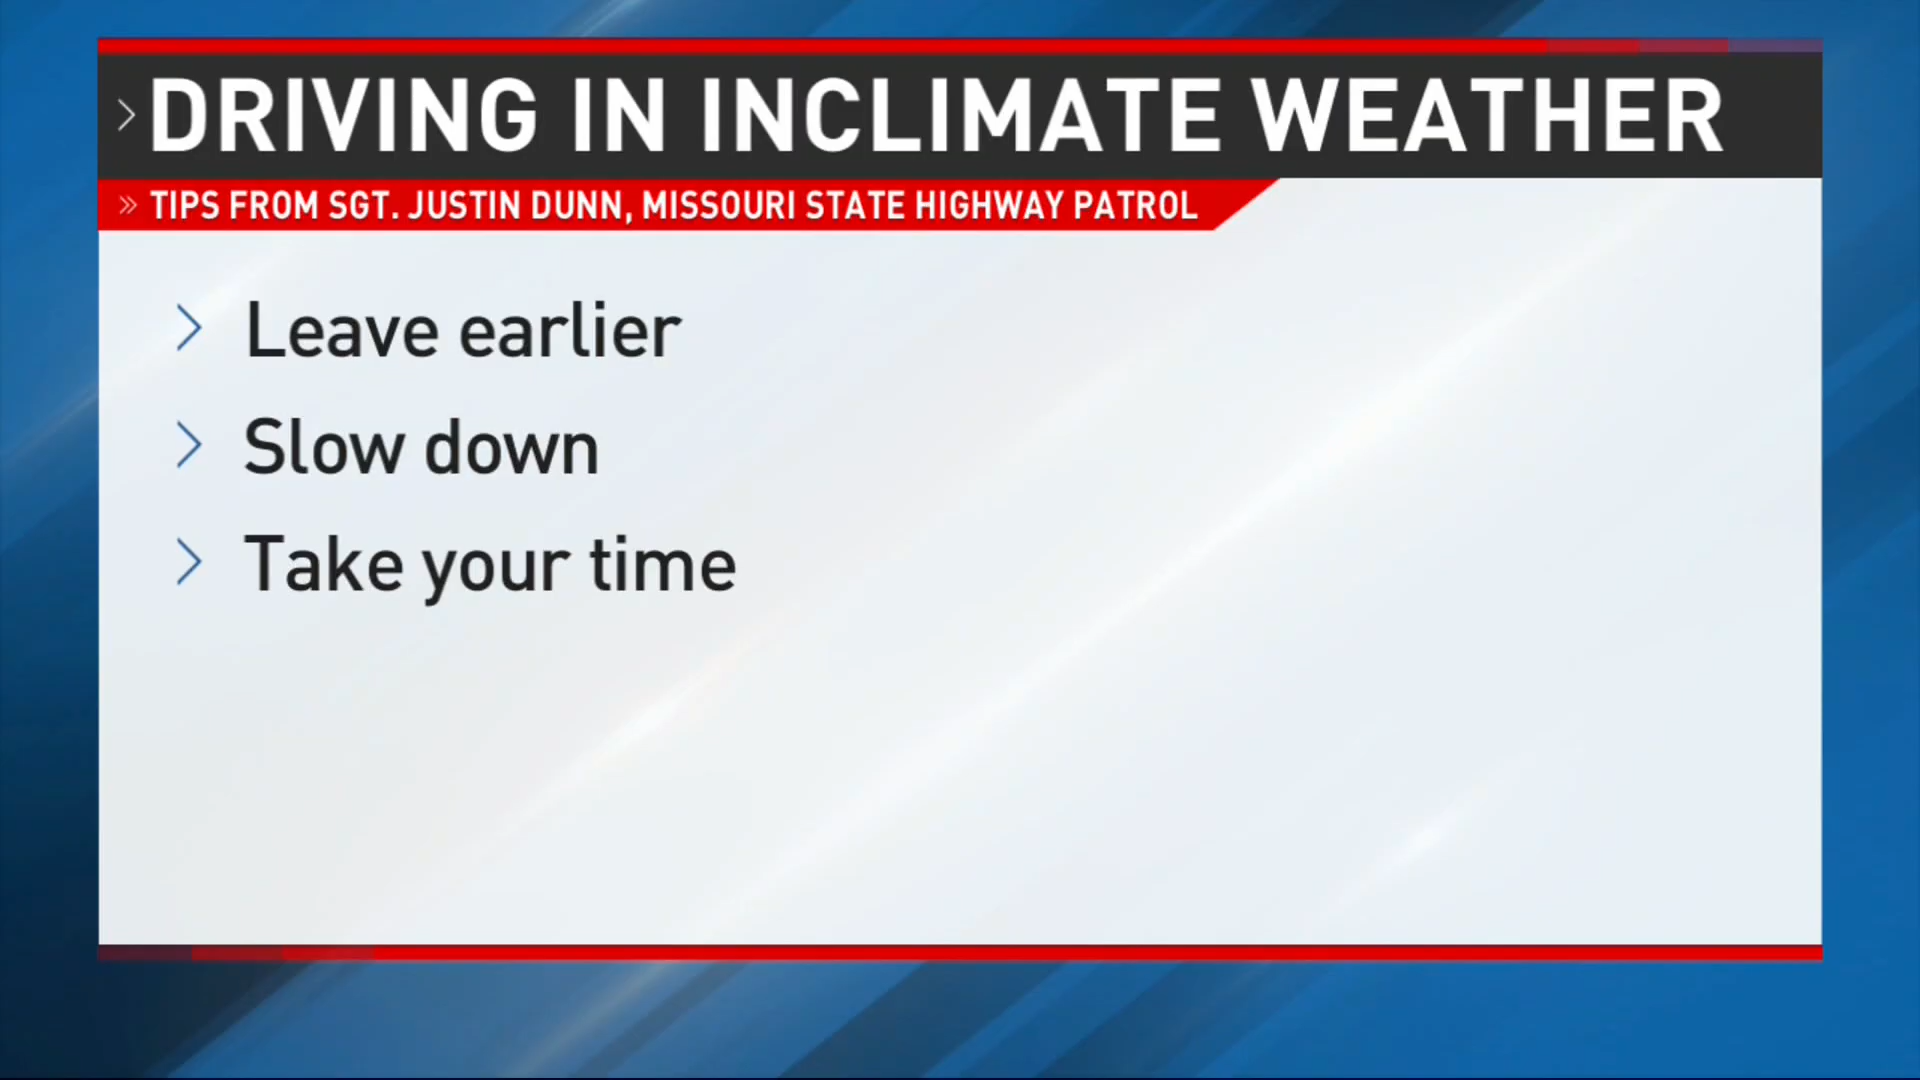 DRIVING IN INCLIMATE WEATHER
TIPS FROM SGT. JUSTIN DUNN, MISSOURI STATE HIGHWAY PATROL
Leave earlier
Slow down
Take your time